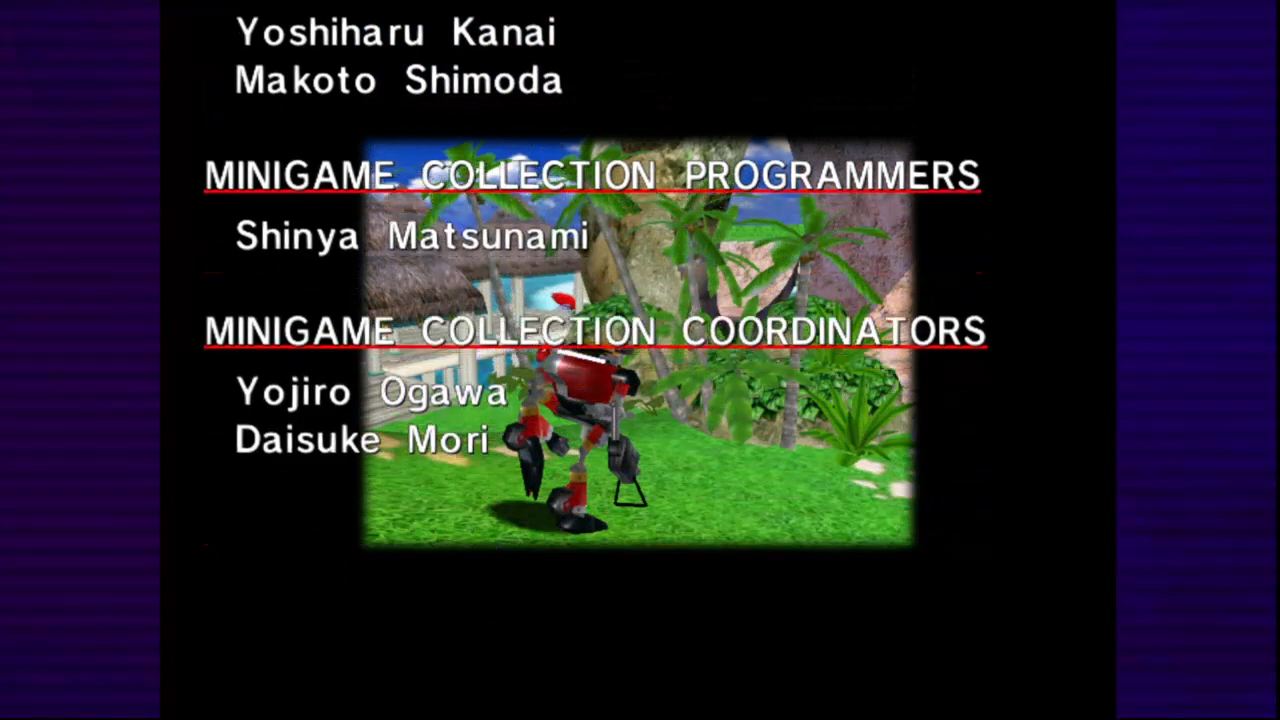 Yoshiharu Kanai
Makoto Shimoda
MINIGAME COLLECTION PROGRAMMERS
Shinya Matsunami
MINIGAME COLLECTION COORDINATORS
Yojiro Ogawa
Daisuke Mori